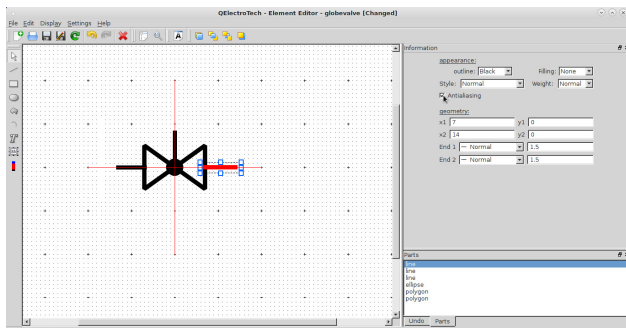 QElectroTech - Element Editor - globevalve [Changed]
File Edit Display Settings Help
Information
appearance:
outline: Black Filling: None
Style: Normal Weight: Normal
Antialiasing
geometry:
x1 7 y1 0
x2 14 y2 0
End 1 Normal 1.5
End 2 Normal 1.5
Parts
line
line
line
ellipse
polygon
polygon
Undo Parts